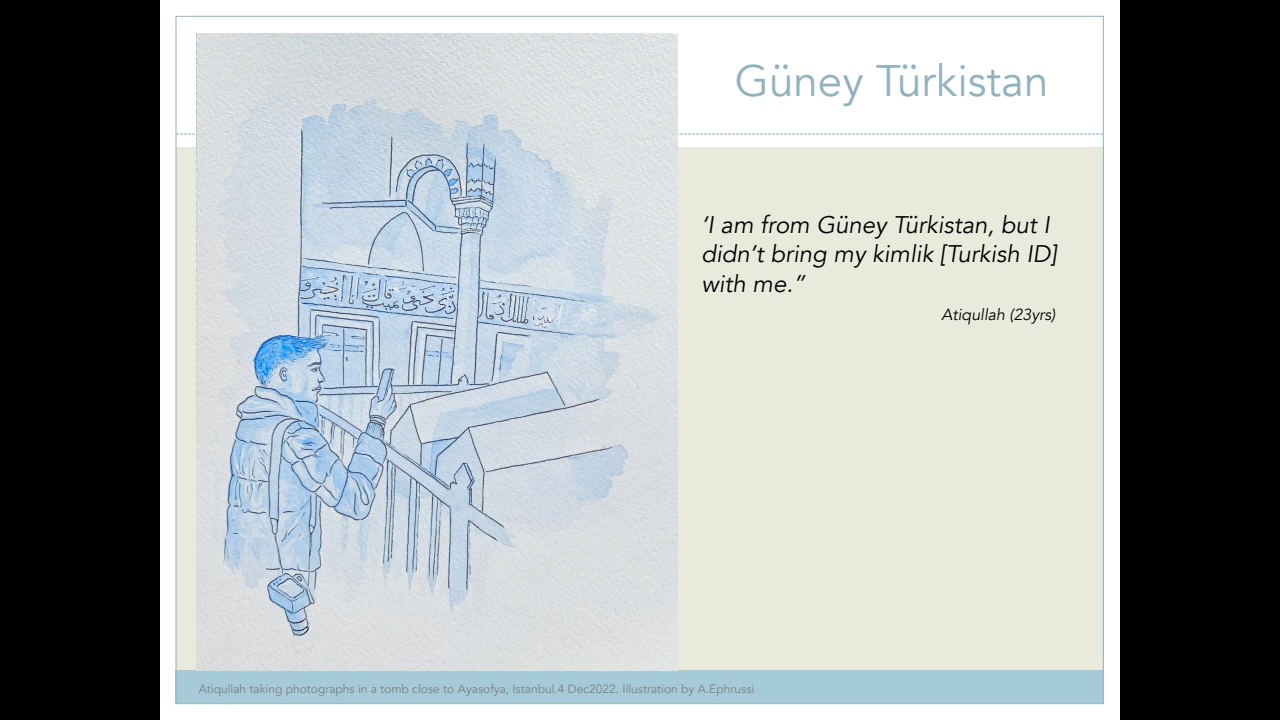 Güney Türkistan
‘I am from Güney Türkistan, but I
didn’t bring my kimlik [Turkish ID]
with me.”
Atiqullah (23yrs)
Atiqullah taking photographs in a tomb close to Ayasofya, Istanbul.4 Dec2022. Illustration by A.Ephrussi